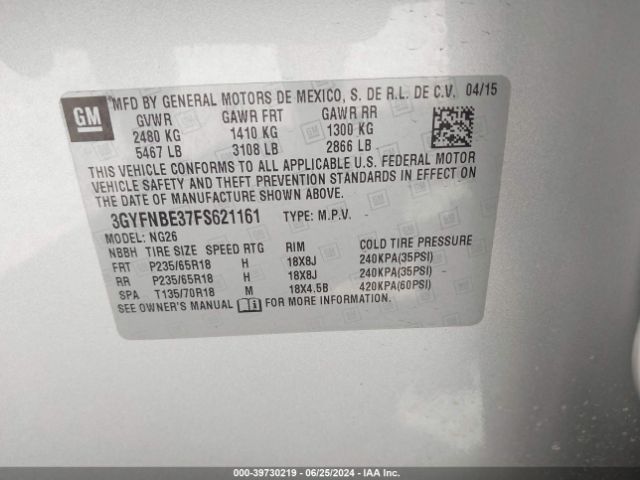 GM
MFD BY GENERAL MOTORS DE MEXICO, S. DE R.L. DE C.V. 04/15
GVWR GAWR FRT GAWR RR
2480 KG 1410 KG 1300 KG
5467 LB 3108 LB 2866 LB
THIS VEHICLE CONFORMS TO ALL APPLICABLE U.S. FEDERAL MOTOR
VEHICLE SAFETY AND THEFT PREVENTION STANDARDS IN EFFECT ON
THE DATE OF MANUFACTURE SHOWN ABOVE.
3GYFNBE37FS621161 TYPE: M.P.V.
MODEL: NG26
NBBH TIRE SIZE SPEED RTG RIM COLD TIRE PRESSURE
FRT P235/65R18 H 18X8J 240KPA(35PSI)
RR P235/65R18 H 18X8J 240KPA(35PSI)
SPA T135/70R18 M 18X4.5B 420KPA(60PSI)
SEE OWNER'S MANUAL FOR MORE INFORMATION.
000-39730219 - 06/25/2024 - IAA Inc.